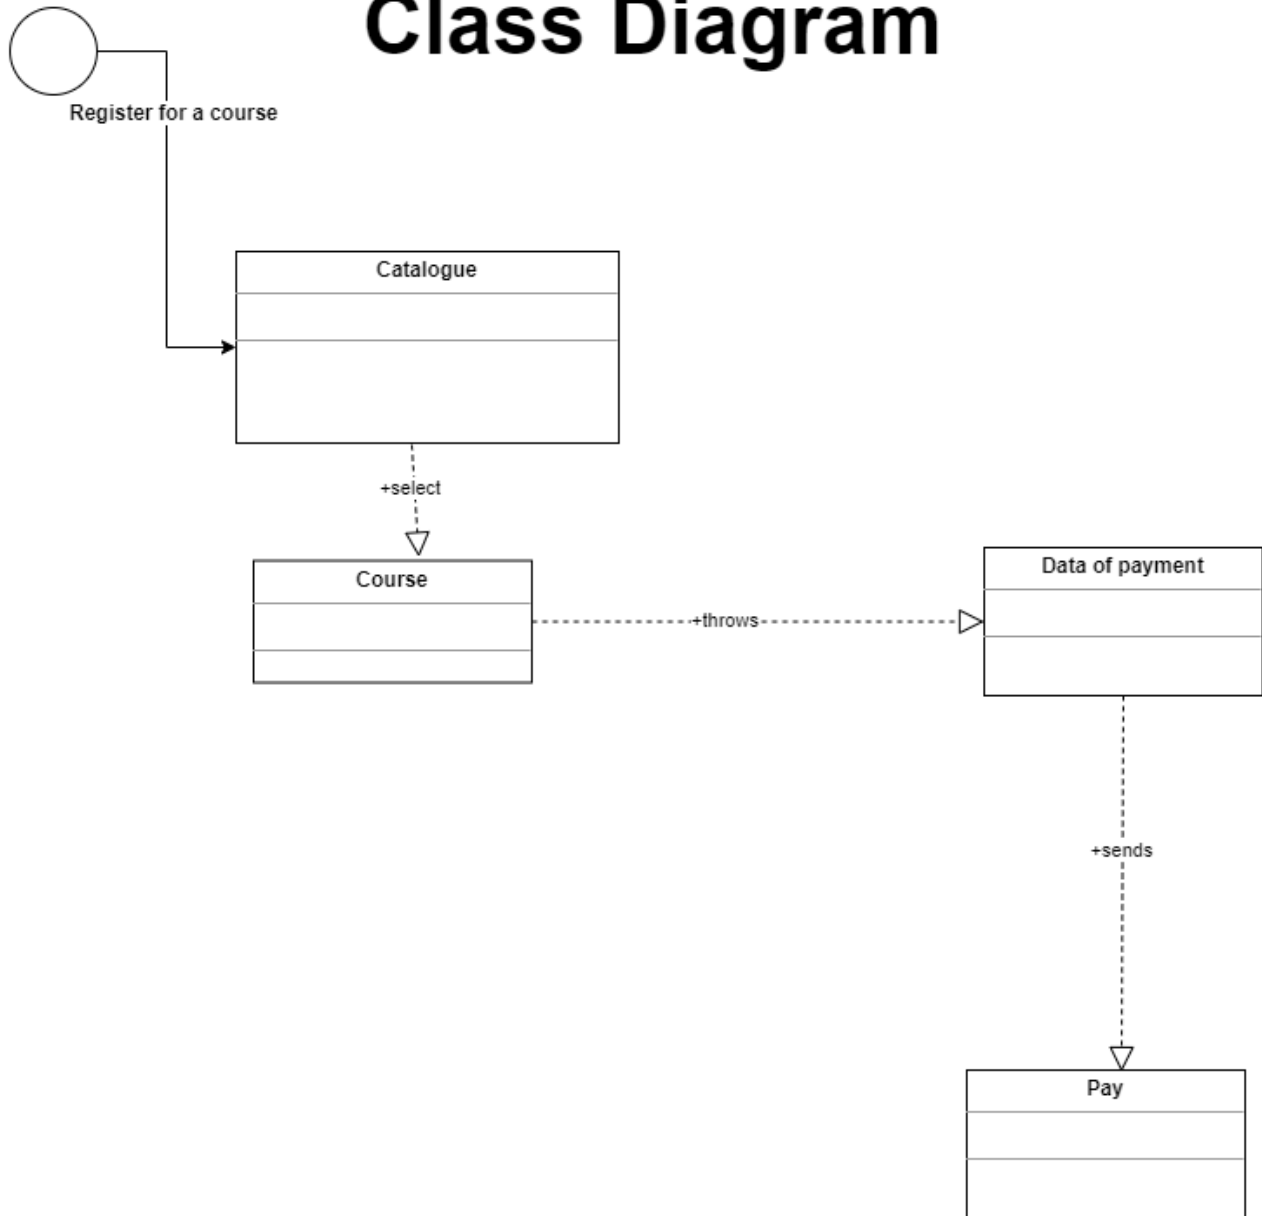 Class Diagram
Register for a course
Catalogue
+select
Course
+throws
Data of payment
+sends
Pay